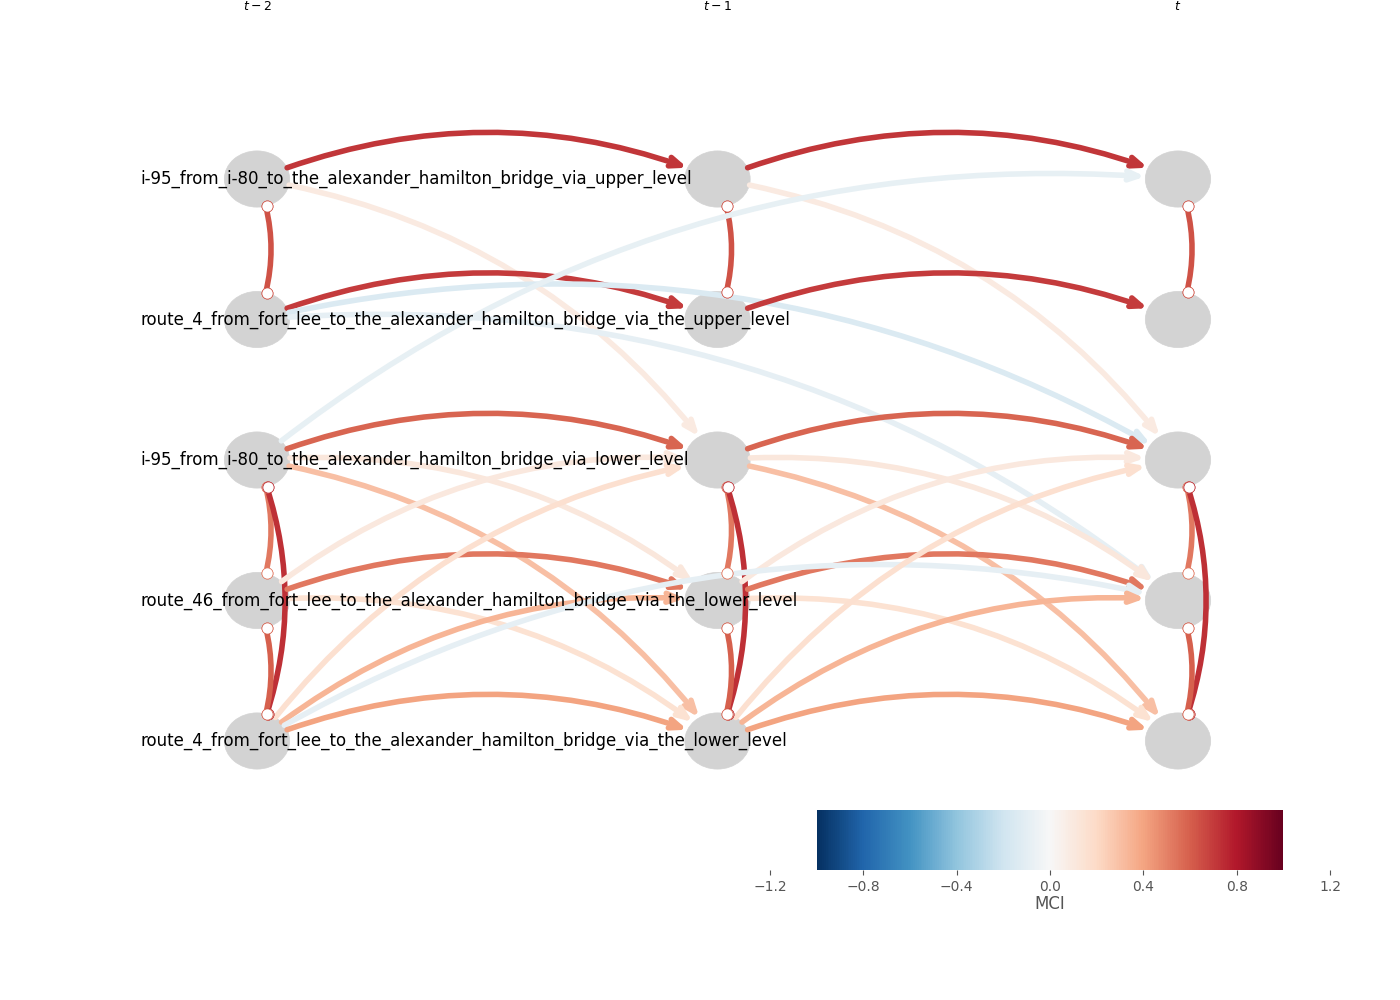 t − 2
t − 1
t
i-95_from_i-80_to_the_alexander_hamilton_bridge_via_upper_level
route_4_from_fort_lee_to_the_alexander_hamilton_bridge_via_the_upper_level
i-95_from_i-80_to_the_alexander_hamilton_bridge_via_lower_level
route_46_from_fort_lee_to_the_alexander_hamilton_bridge_via_the_lower_level
route_4_from_fort_lee_to_the_alexander_hamilton_bridge_via_the_lower_level
−1.2 −0.8 −0.4 0.0 0.4 0.8 1.2
MCI